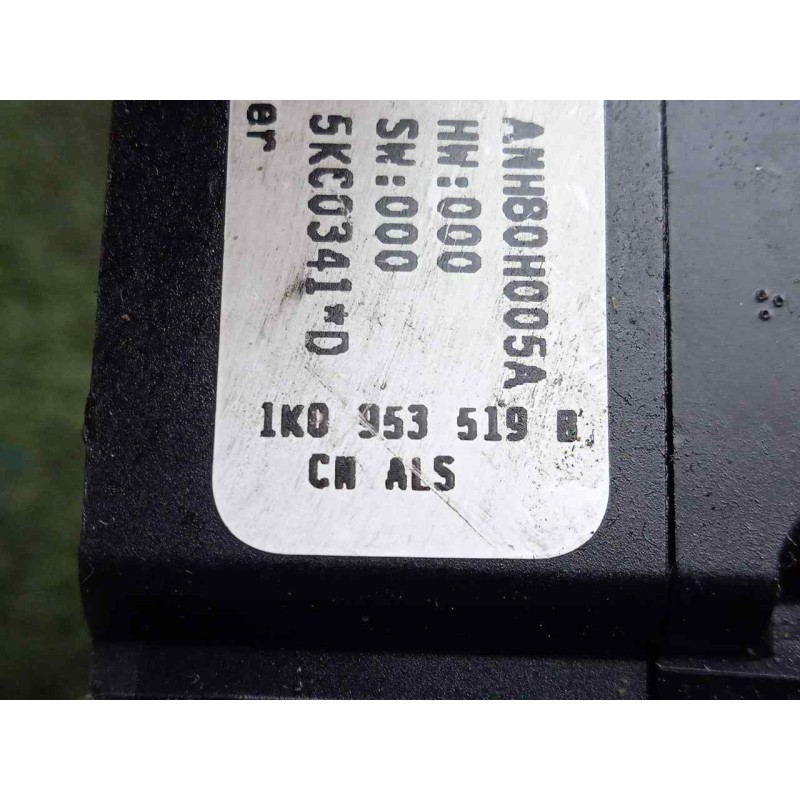 ANH80H005A
HW:000
SW:000
5KC0341*D
er
1K0 953 519 B
CN ALS